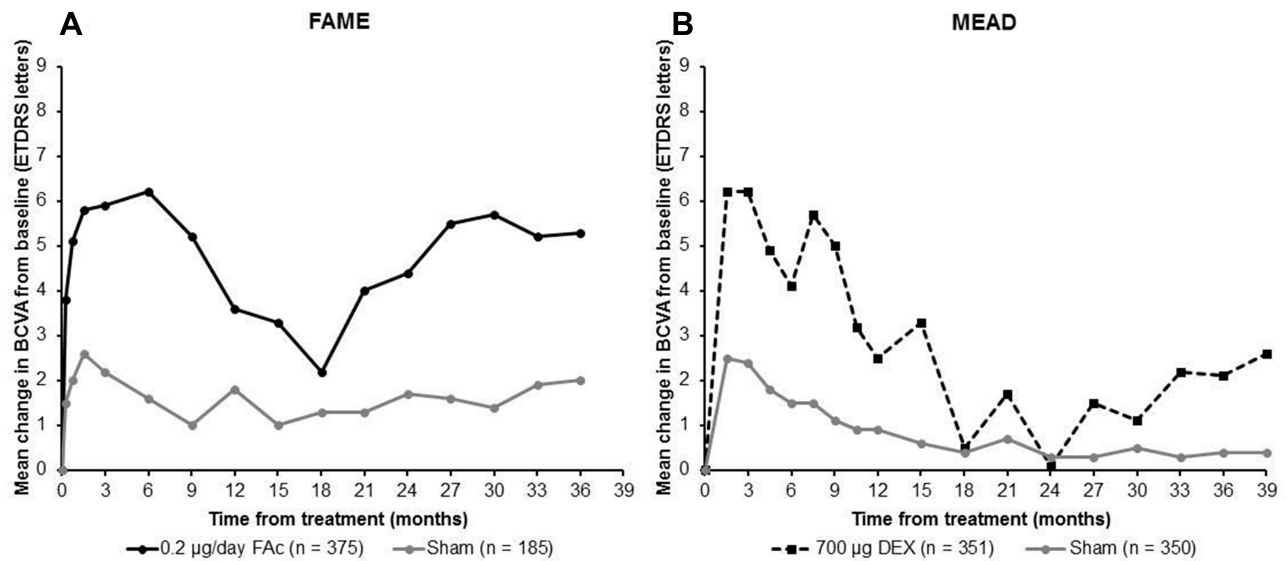 A
FAME
Mean change in BCVA from baseline (ETDRS letters)
9
8
7
6
5
4
3
2
1
0
0 3 6 9 12 15 18 21 24 27 30 33 36 39
Time from treatment (months)
0.2 µg/day FAc (n = 375) Sham (n = 185)
B
MEAD
Mean change in BCVA from baseline (ETDRS letters)
9
8
7
6
5
4
3
2
1
0
0 3 6 9 12 15 18 21 24 27 30 33 36 39
Time from treatment (months)
700 µg DEX (n = 351) Sham (n = 350)